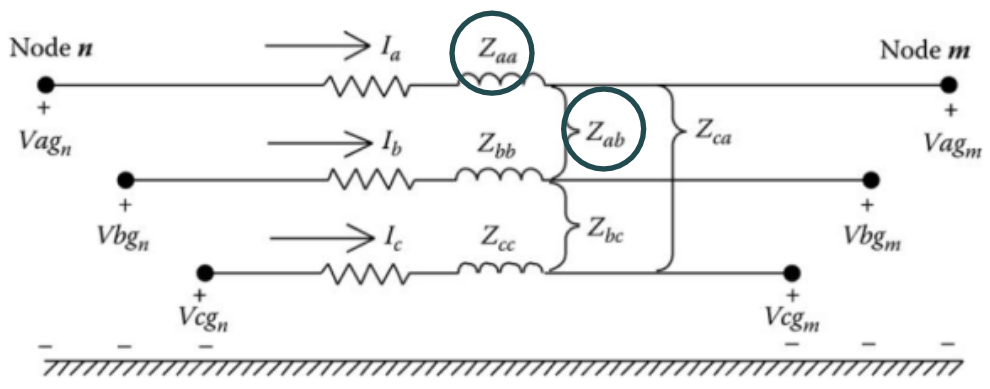 Node n
I_a
Z_aa
Node m
+
Vag_n
I_b
Z_bb
Z_ab
Z_ca
+
Vag_m
+
Vbg_n
I_c
Z_cc
Z_bc
+
Vbg_m
+
Vcg_n
+
Vcg_m
− − −
− − −